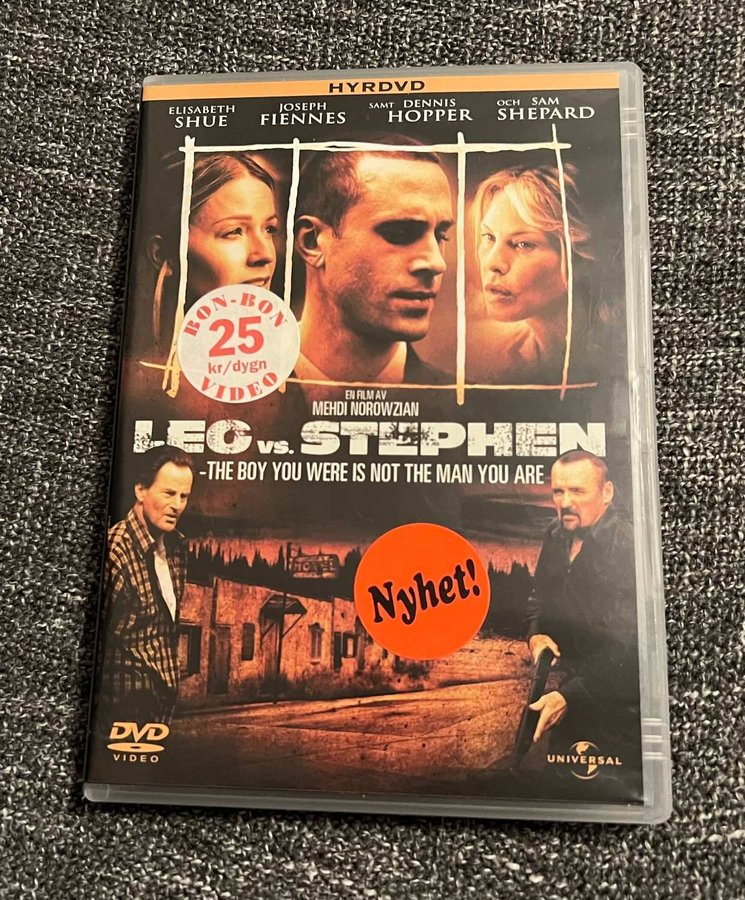 HYRDVD
ELISABETH SHUE
JOSEPH FIENNES
SAMT DENNIS HOPPER
OCH SAM SHEPARD
BON-BON
25
kr/dygn
VIDEO
EN FILM AV
MEHDI NOROWZIAN
LEO vs. STEPHEN
-THE BOY YOU WERE IS NOT THE MAN YOU ARE
MOTEL
Nyhet!
DVD
VIDEO
UNIVERSAL